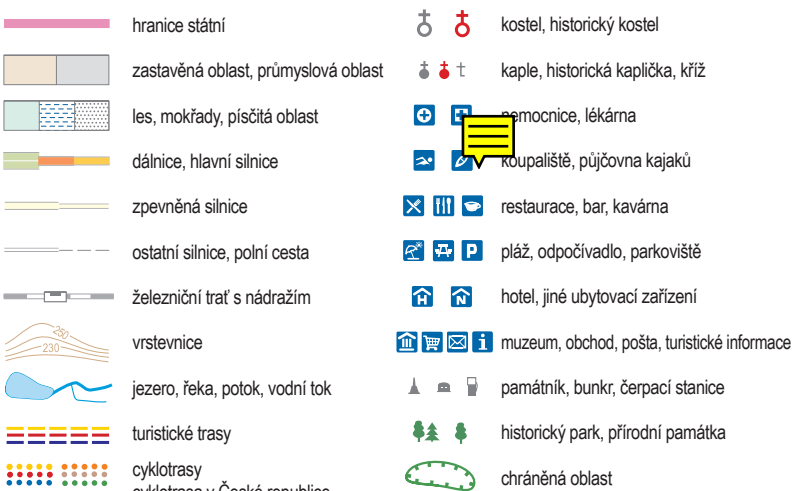 hranice státní
zastavěná oblast, průmyslová oblast
les, mokřady, písčitá oblast
dálnice, hlavní silnice
zpevněná silnice
ostatní silnice, polní cesta
železniční trať s nádražím
250
230
vrstevnice
jezero, řeka, potok, vodní tok
turistické trasy
cyklotrasy
cyklotrasa v České republice
kostel, historický kostel
kaple, historická kaplička, kříž
nemocnice, lékárna
koupaliště, půjčovna kajaků
restaurace, bar, kavárna
P
pláž, odpočívadlo, parkoviště
H N
hotel, jiné ubytovací zařízení
i
muzeum, obchod, pošta, turistické informace
památník, bunkr, čerpací stanice
historický park, přírodní památka
chráněná oblast